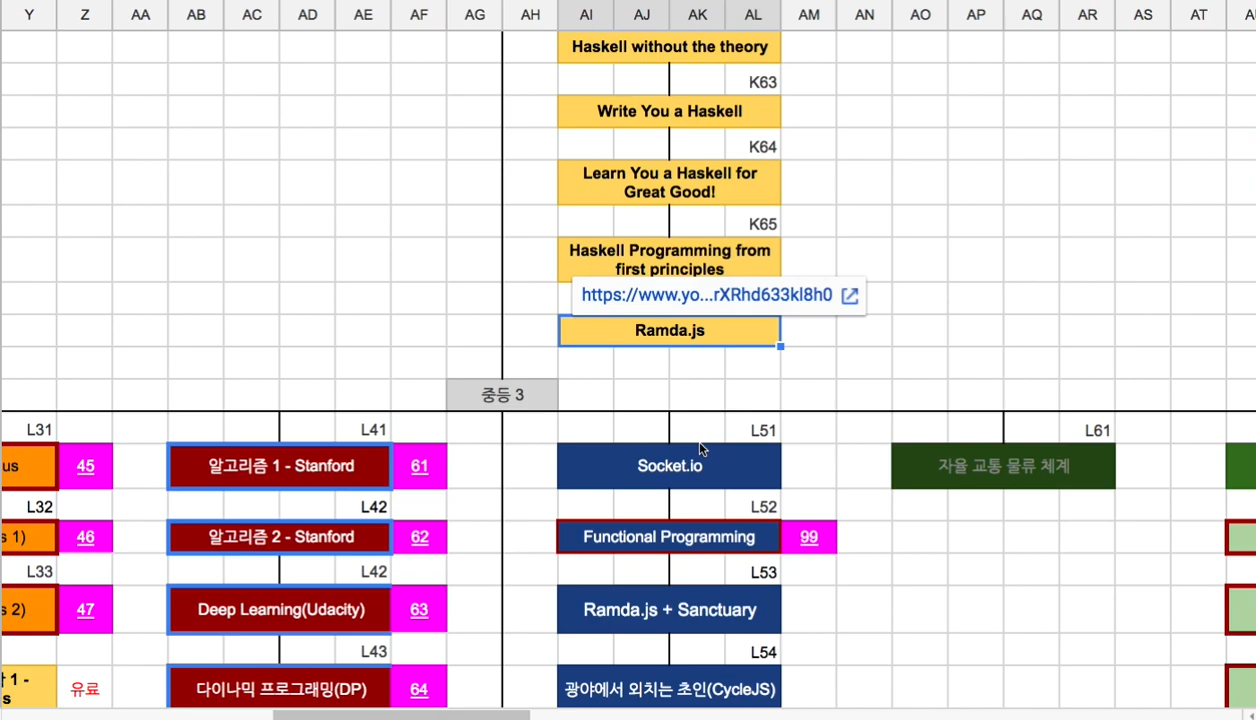 Y Z AA AB AC AD AE AF AG AH AI AJ AK AL AM AN AO AP AQ AR AS AT
Haskell without the theory
K63
Write You a Haskell
K64
Learn You a Haskell for
Great Good!
K65
Haskell Programming from
first principles
https://www.yo...rXRhd633kl8h0
Ramda.js
중등 3
L31 L41 L51 L61
us 45 알고리즘 1 - Stanford 61 Socket.io 자율 교통 물류 체계
L32 L42 L52
s 1) 46 알고리즘 2 - Stanford 62 Functional Programming 99
L33 L42 L53
s 2) 47 Deep Learning(Udacity) 63 Ramda.js + Sanctuary
L43 L54
1 -
s 유료 다이나믹 프로그래밍(DP) 64 광야에서 외치는 초인(CycleJS)